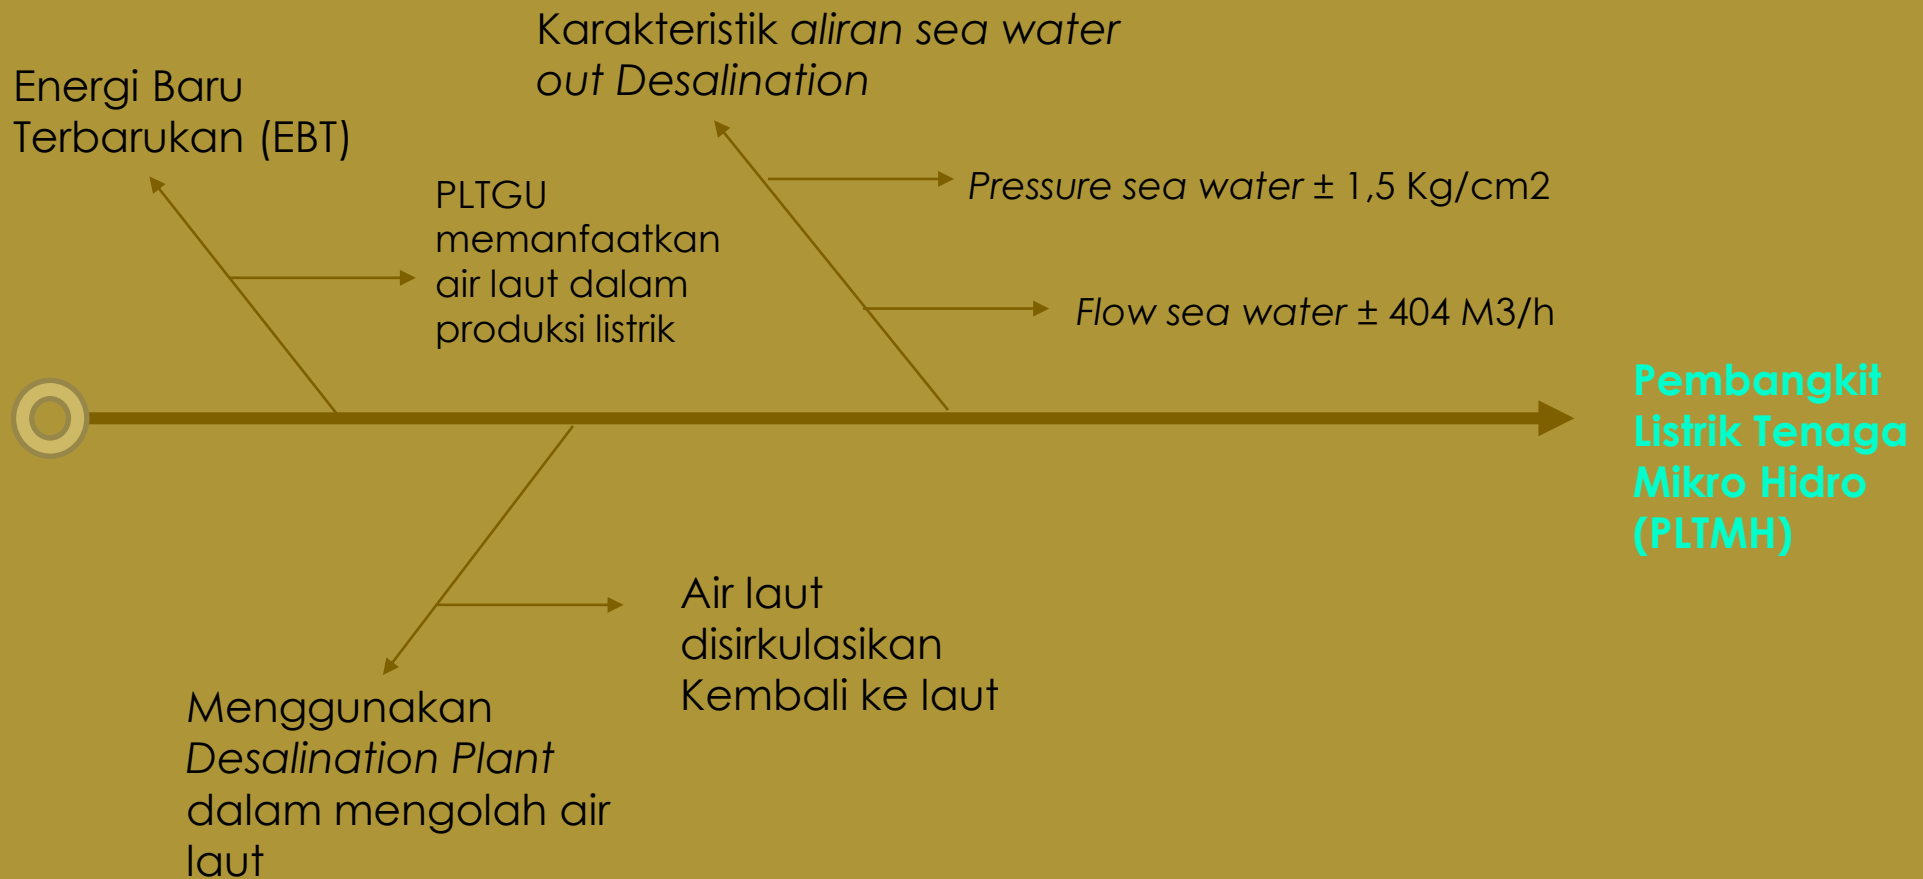 Karakteristik aliran sea water
out Desalination
Energi Baru
Terbarukan (EBT)
PLTGU
memanfaatkan
air laut dalam
produksi listrik
Pressure sea water ± 1,5 Kg/cm2
Flow sea water ± 404 M3/h
Pembangkit
Listrik Tenaga
Mikro Hidro
(PLTMH)
Air laut
disirkulasikan
Kembali ke laut
Menggunakan
Desalination Plant
dalam mengolah air
laut